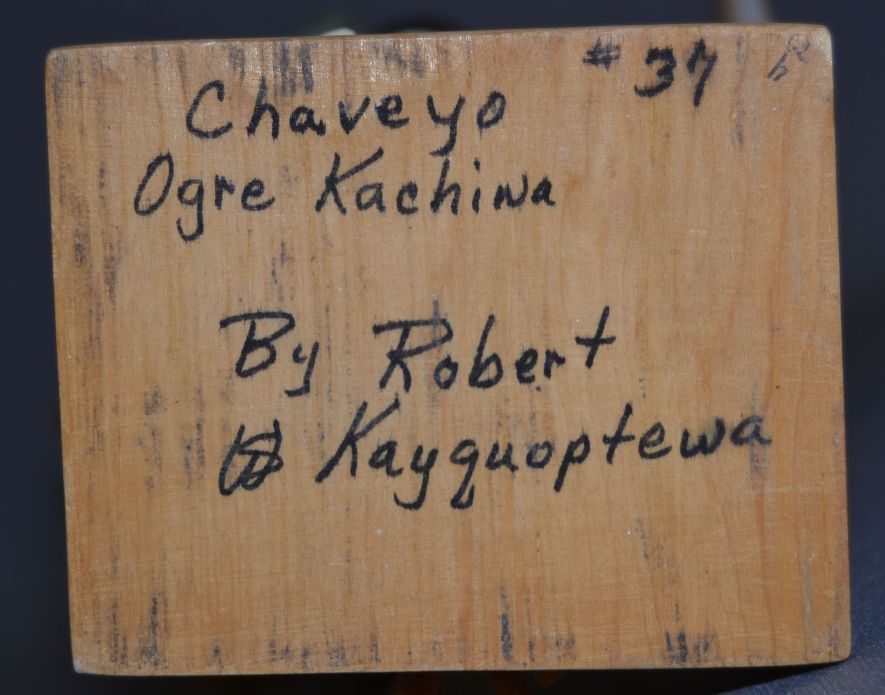 # 37
Chaveyo
Ogre Kachina
By Robert
Kayquoptewa